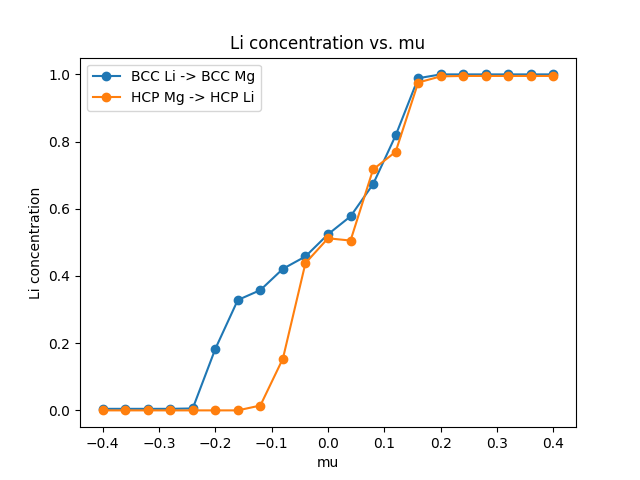 Li concentration vs. mu
BCC Li -> BCC Mg
HCP Mg -> HCP Li
1.0
0.8
0.6
0.4
0.2
0.0
Li concentration
−0.4 −0.3 −0.2 −0.1 0.0 0.1 0.2 0.3 0.4
mu